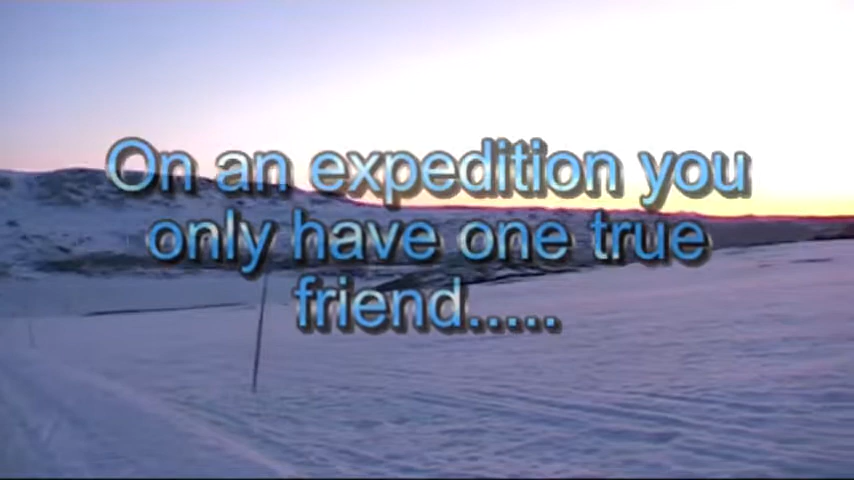 On an expedition you
only have one true
friend.....